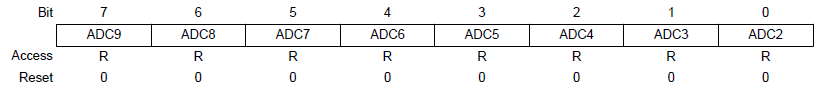 Bit 7 6 5 4 3 2 1 0
ADC9 ADC8 ADC7 ADC6 ADC5 ADC4 ADC3 ADC2
Access R R R R R R R R
Reset 0 0 0 0 0 0 0 0